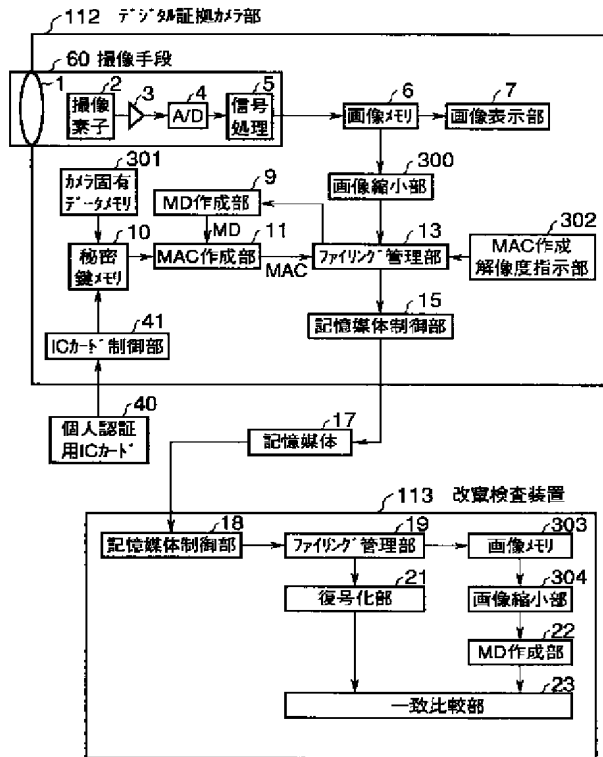 112 デジタル証拠カメラ部
60 撮像手段
1
2
3
4
5
6
7
撮像
素子
A/D
信号
処理
画像メモリ
画像表示部
301
9
300
カメラ固有
データメモリ
MD作成部
画像縮小部
10
MD
11
13
302
秘密
鍵メモリ
MAC作成部
MAC
ファイリング管理部
MAC作成
解像度指示部
41
15
ICカード制御部
記憶媒体制御部
40
17
個人認証
用ICカード
記憶媒体
113 改竄検査装置
18
19
303
記憶媒体制御部
ファイリング管理部
画像メモリ
21
304
復号化部
画像縮小部
22
MD作成部
23
一致比較部